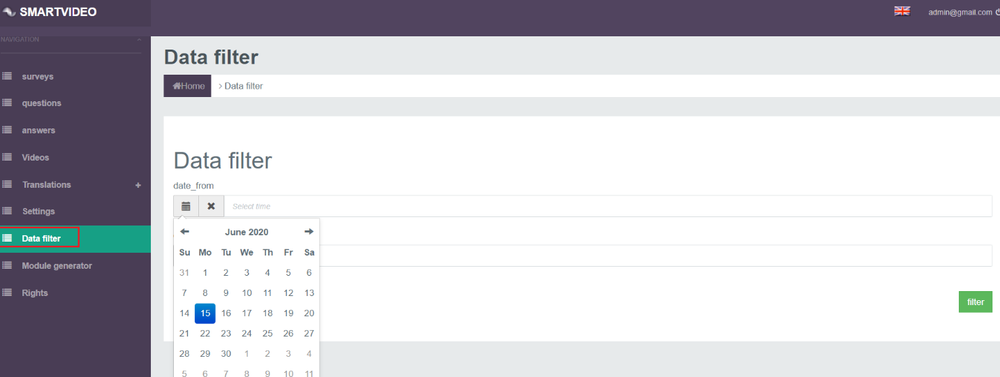 SMARTVIDEO
admin@gmail.com
NAVIGATION
surveys
questions
answers
Videos
Translations +
Settings
Data filter
Module generator
Rights
Data filter
Home > Data filter
Data filter
date_from
Select time
June 2020
Su Mo Tu We Th Fr Sa
31 1 2 3 4 5 6
7 8 9 10 11 12 13
14 15 16 17 18 19 20
21 22 23 24 25 26 27
28 29 30 1 2 3 4
5 6 7 8 9 10 11
filter